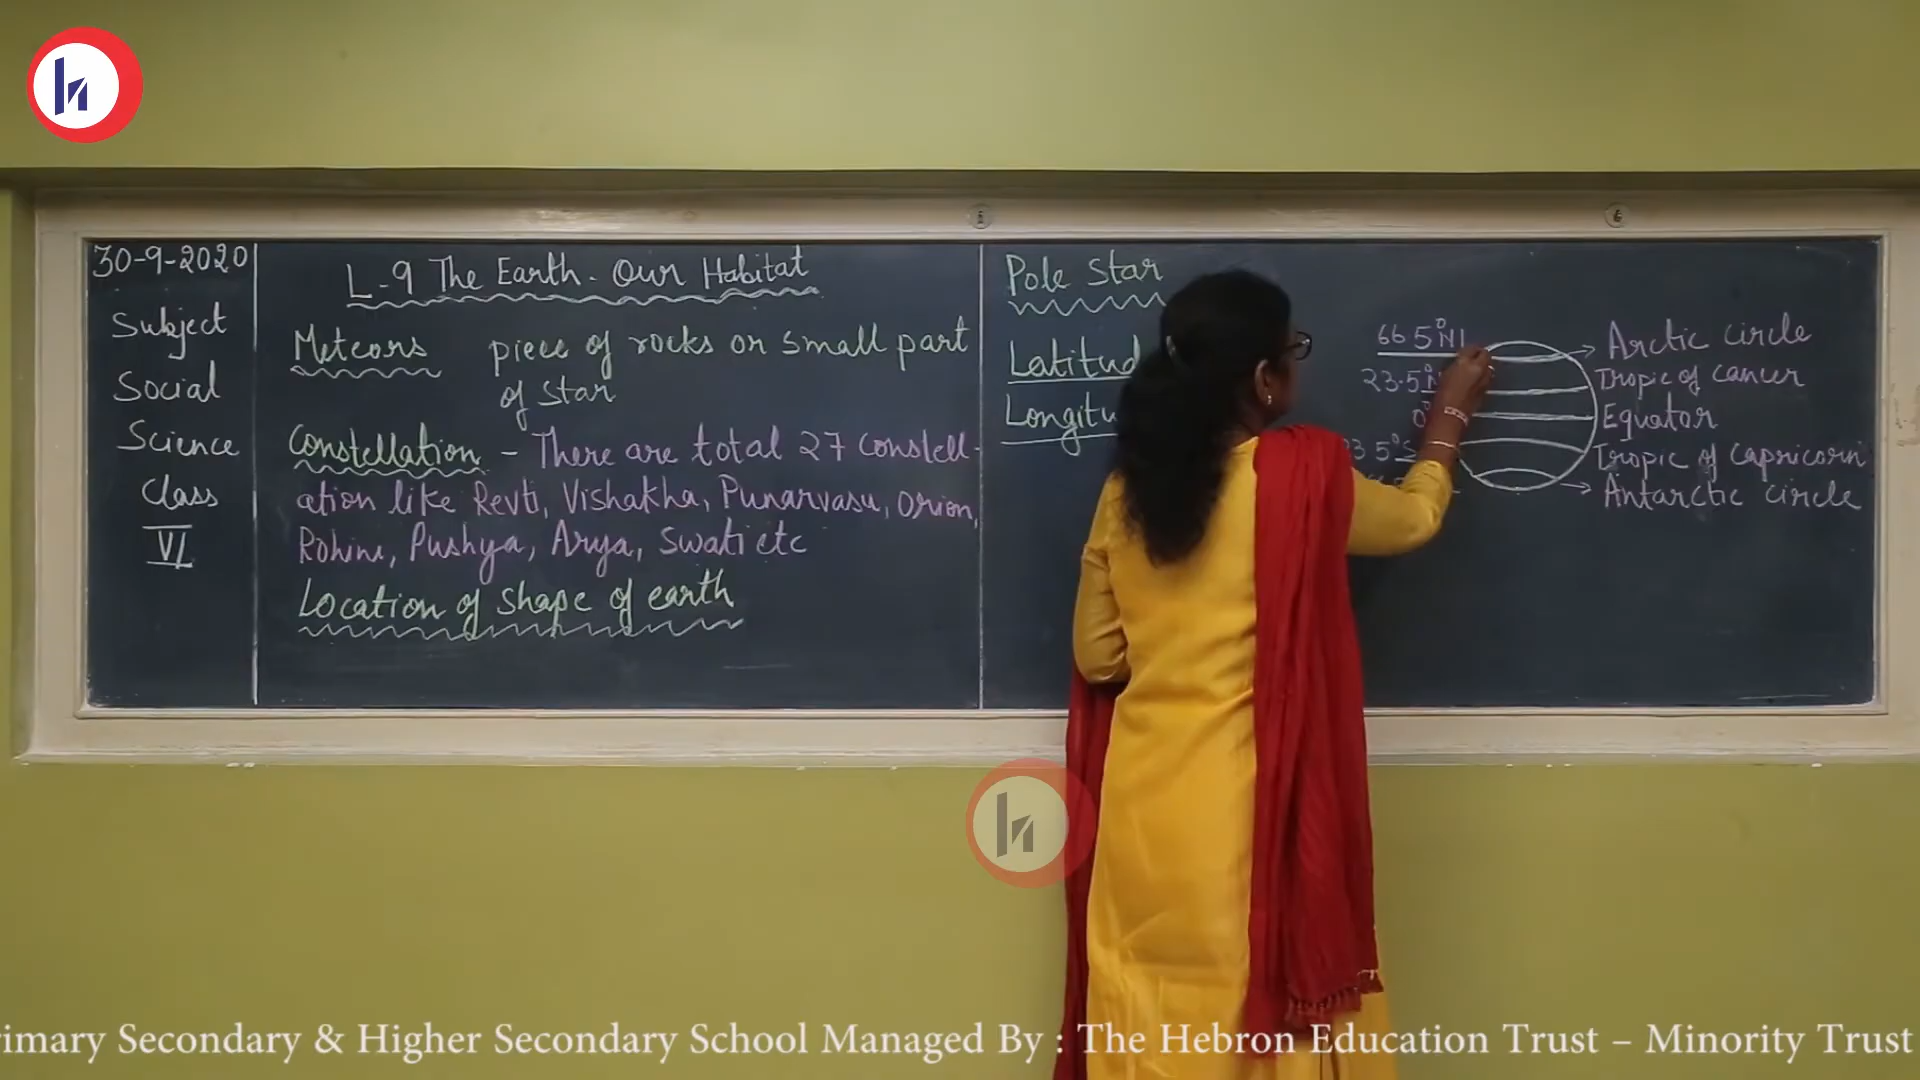 30-9-2020
Subject
Social
Science
Class
VI
L-9 The Earth - Our Habitat
Meteors piece of rocks or small part
of star
Constellation - There are total 27 constell-
ation like Revti, Vishakha, Punarvasu, Orion,
Rohini, Pushya, Arya, Swati etc
Location of shape of earth
Pole Star
66.5°N
Arctic circle
23.5°
Tropic of cancer
0°
Equator
3.5°S
Tropic of Capricorn
Antarctic circle
Secondary & Higher Secondary School Managed By : The Hebron Education Trust – Minority Trust